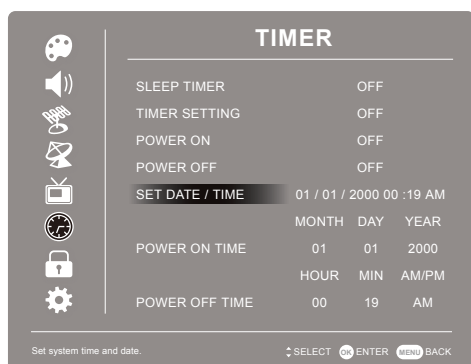 TIMER
SLEEP TIMER OFF
TIMER SETTING OFF
POWER ON OFF
POWER OFF OFF
SET DATE / TIME 01 / 01 / 2000 00 :19 AM
MONTH DAY YEAR
POWER ON TIME 01 01 2000
HOUR MIN AM/PM
POWER OFF TIME 00 19 AM
Set system time and date. SELECT OK ENTER MENU BACK